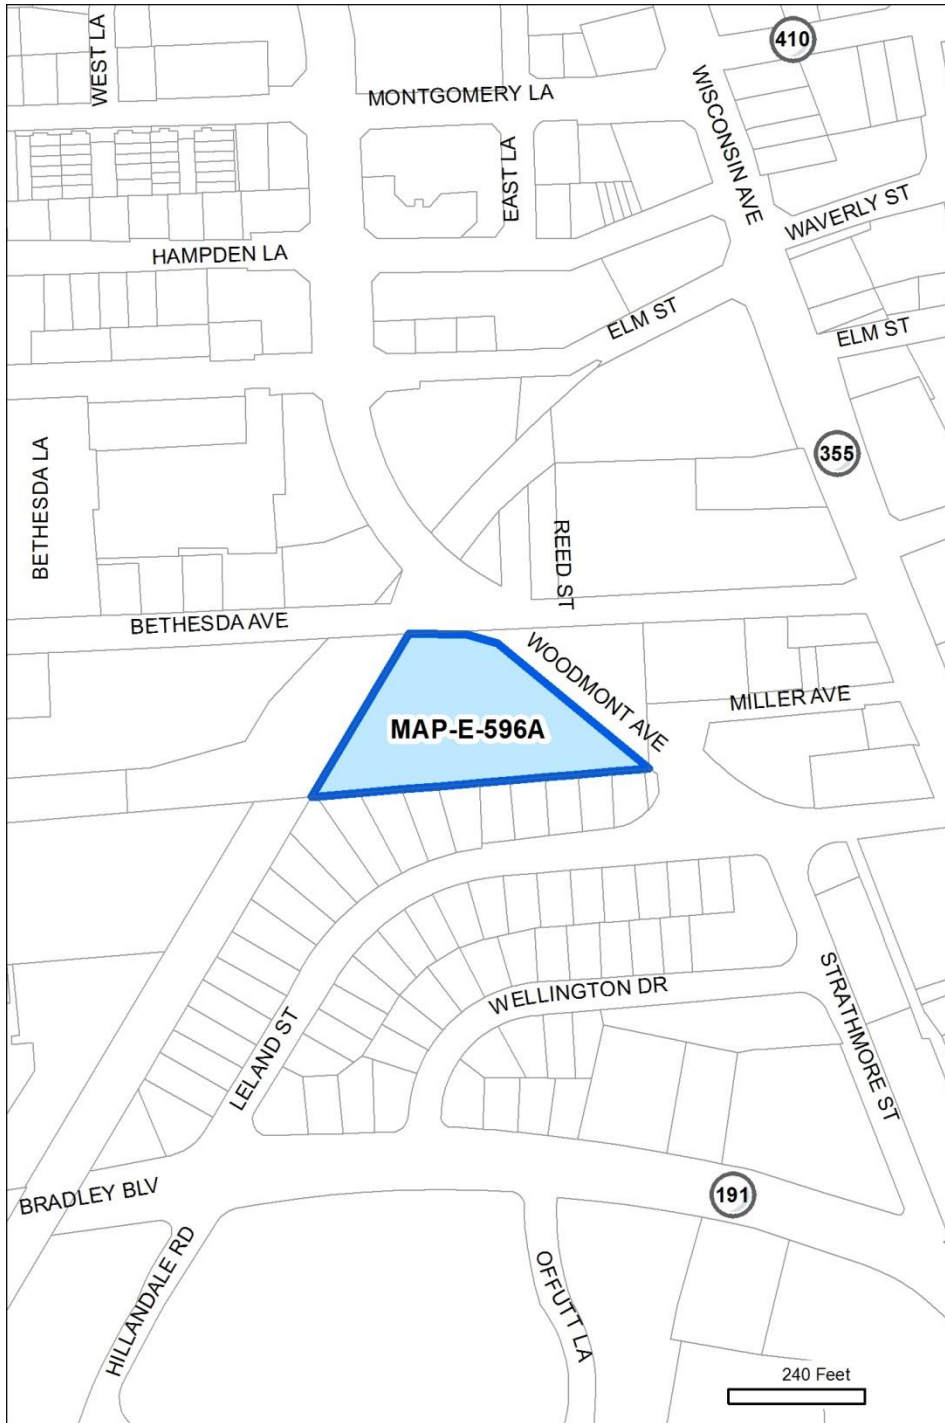 410
WEST LA
MONTGOMERY LA
WISCONSIN AVE
EAST LA
WAVERLY ST
HAMPDEN LA
ELM ST
ELM ST
355
BETHESDA LA
REED ST
BETHESDA AVE
WOODMONT AVE
MILLER AVE
MAP-E-596A
WELLINGTON DR
STRATHMORE ST
LELAND ST
BRADLEY BLV
191
HILLANDALE RD
OFFUTT LA
240 Feet